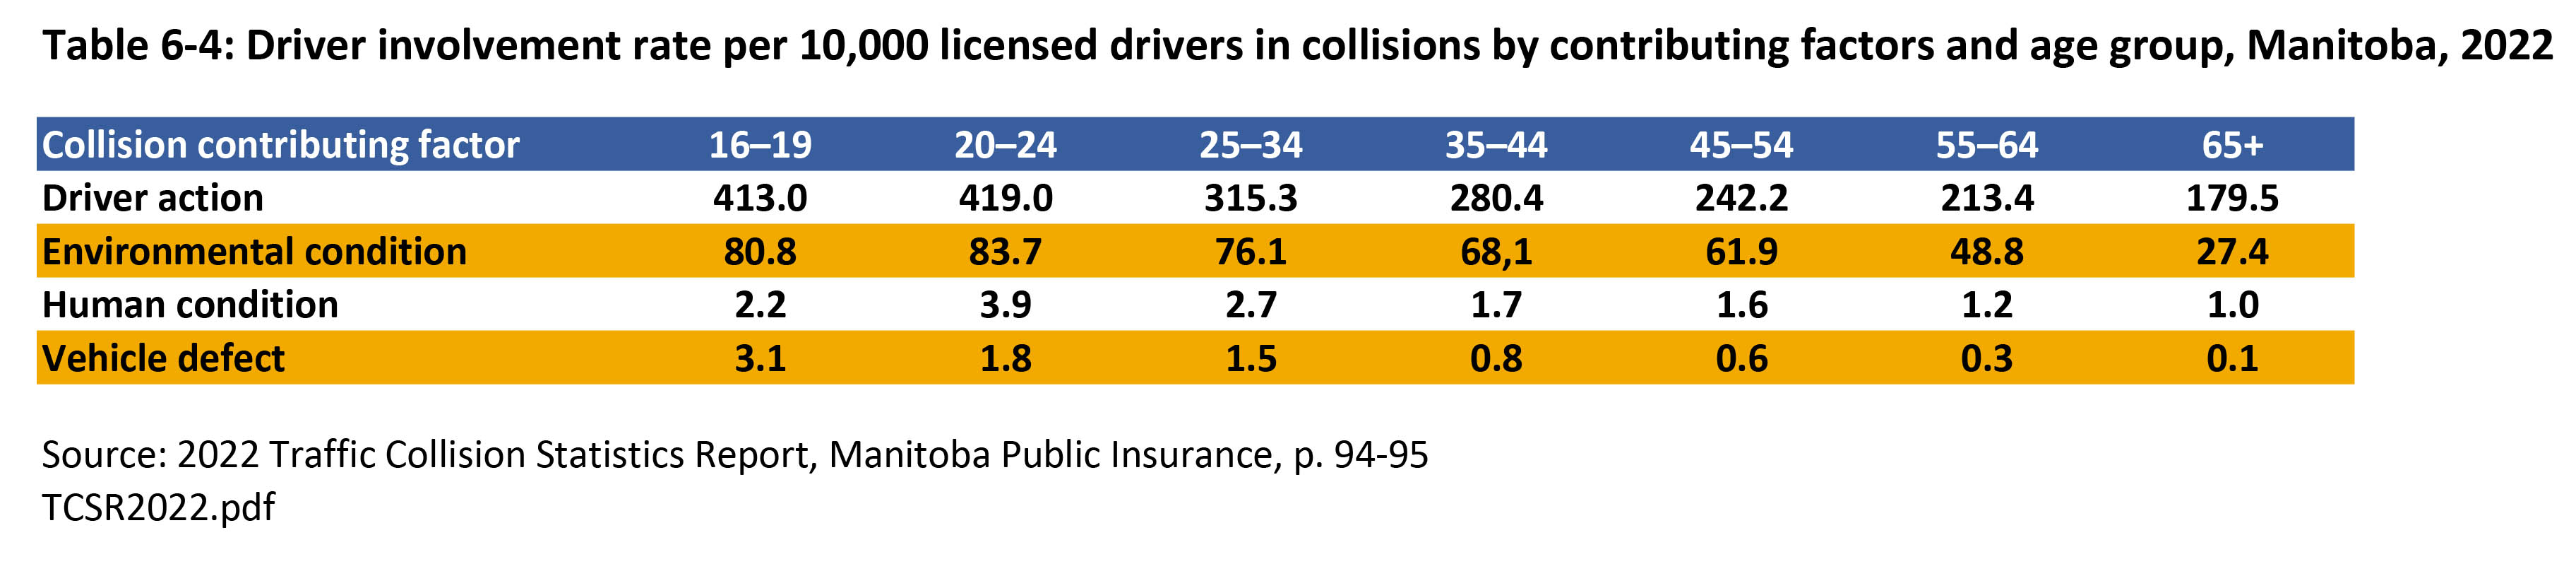 Table 6-4: Driver involvement rate per 10,000 licensed drivers in collisions by contributing factors and age group, Manitoba, 2022
Collision contributing factor 16–19 20–24 25–34 35–44 45–54 55–64 65+
Driver action 413.0 419.0 315.3 280.4 242.2 213.4 179.5
Environmental condition 80.8 83.7 76.1 68,1 61.9 48.8 27.4
Human condition 2.2 3.9 2.7 1.7 1.6 1.2 1.0
Vehicle defect 3.1 1.8 1.5 0.8 0.6 0.3 0.1
Source: 2022 Traffic Collision Statistics Report, Manitoba Public Insurance, p. 94-95
TCSR2022.pdf